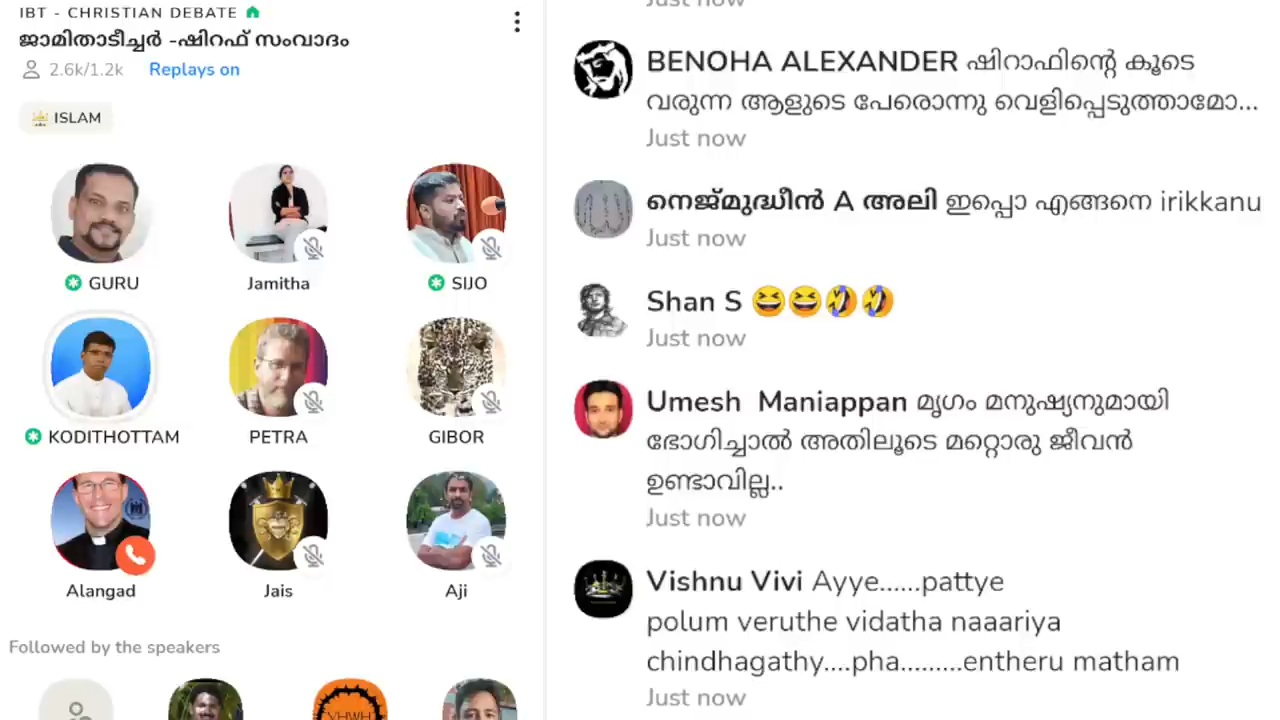 IBT - CHRISTIAN DEBATE
ജാമിതാടീച്ചർ -ഷിറഫ് സംവാദം
2.6k/1.2k Replays on
ISLAM
GURU Jamitha SIJO
KODITHOTTAM PETRA GIBOR
Alangad Jais Aji
Followed by the speakers
YHWH
Just now
BENOHA ALEXANDER ഷിറാഫിന്റെ കൂടെ
വരുന്ന ആളുടെ പേരൊന്നു വെളിപ്പെടുത്താമോ...
Just now
നെജ്മുദ്ധീൻ A അലി ഇപ്പൊ എങ്ങനെ irikkanu
Just now
Shan S 😆😆🤣🤣
Just now
Umesh Maniappan മൃഗം മനുഷ്യനുമായി
ഭോഗിച്ചാൽ അതിലൂടെ മറ്റൊരു ജീവൻ
ഉണ്ടാവില്ല..
Just now
Vishnu Vivi Ayye......pattye
polum veruthe vidatha naaariya
chindhagathy....pha.........entheru matham
Just now